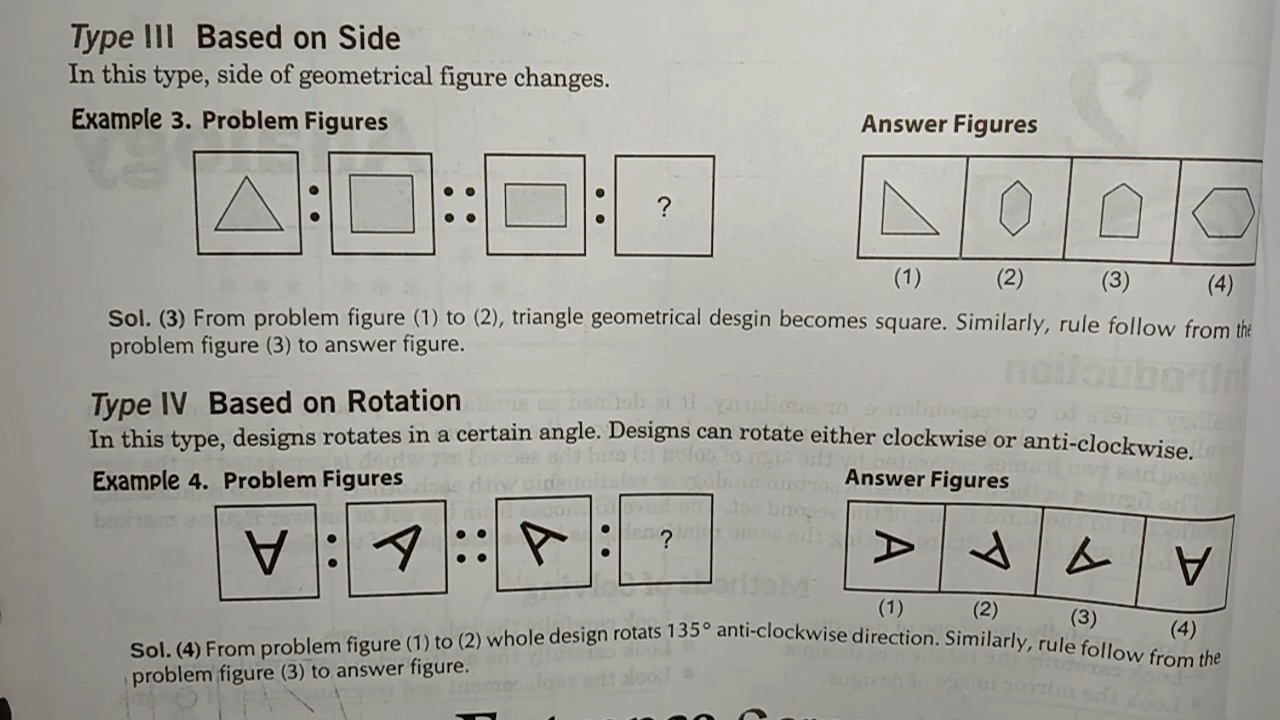 Type III Based on Side
In this type, side of geometrical figure changes.
Example 3. Problem Figures
Answer Figures
: :: : ?
(1) (2) (3) (4)
Sol. (3) From problem figure (1) to (2), triangle geometrical desgin becomes square. Similarly, rule follow from the
problem figure (3) to answer figure.
Type IV Based on Rotation
In this type, designs rotates in a certain angle. Designs can rotate either clockwise or anti-clockwise.
Example 4. Problem Figures
Answer Figures
A : A :: A : ?
A A A A
(1) (2) (3) (4)
Sol. (4) From problem figure (1) to (2) whole design rotats 135° anti-clockwise direction. Similarly, rule follow from the
problem figure (3) to answer figure.